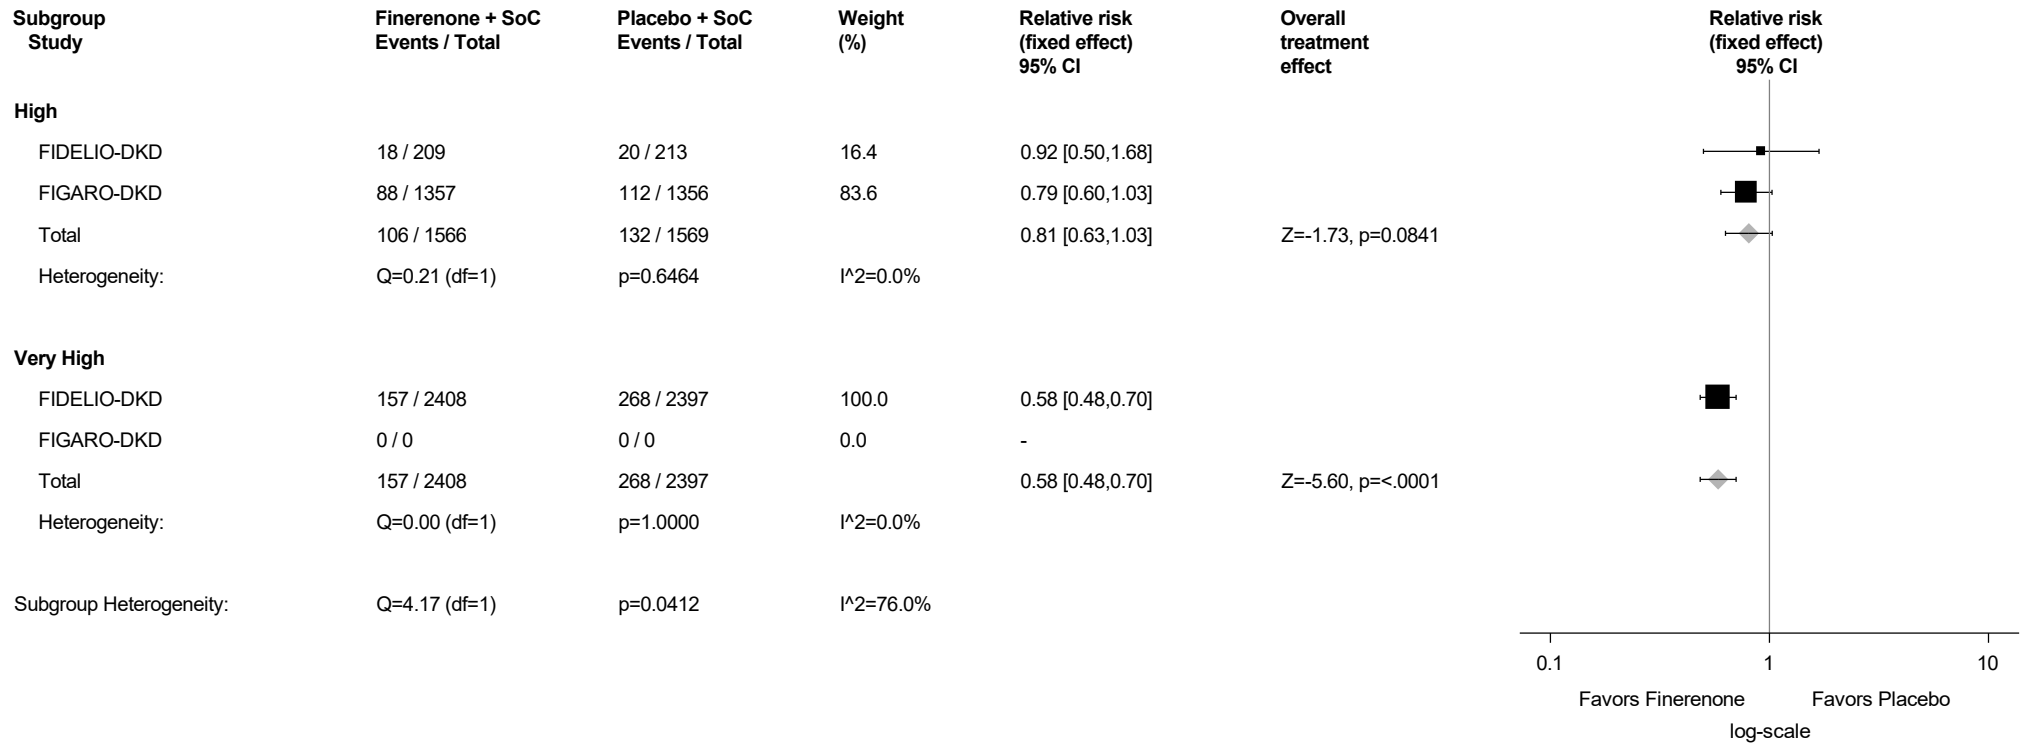 Subgroup Finerenone + SoC Placebo + SoC Weight Relative risk Overall Relative risk
Study Events / Total Events / Total (%) (fixed effect) treatment (fixed effect)
95% CI effect 95% CI
High
FIDELIO-DKD 18 / 209 20 / 213 16.4 0.92 [0.50,1.68]
FIGARO-DKD 88 / 1357 112 / 1356 83.6 0.79 [0.60,1.03]
Total 106 / 1566 132 / 1569 0.81 [0.63,1.03] Z=-1.73, p=0.0841
Heterogeneity: Q=0.21 (df=1) p=0.6464 I^2=0.0%
Very High
FIDELIO-DKD 157 / 2408 268 / 2397 100.0 0.58 [0.48,0.70]
FIGARO-DKD 0 / 0 0 / 0 0.0 -
Total 157 / 2408 268 / 2397 0.58 [0.48,0.70] Z=-5.60, p=<.0001
Heterogeneity: Q=0.00 (df=1) p=1.0000 I^2=0.0%
Subgroup Heterogeneity: Q=4.17 (df=1) p=0.0412 I^2=76.0%
0.1 1 10
Favors Finerenone Favors Placebo
log-scale